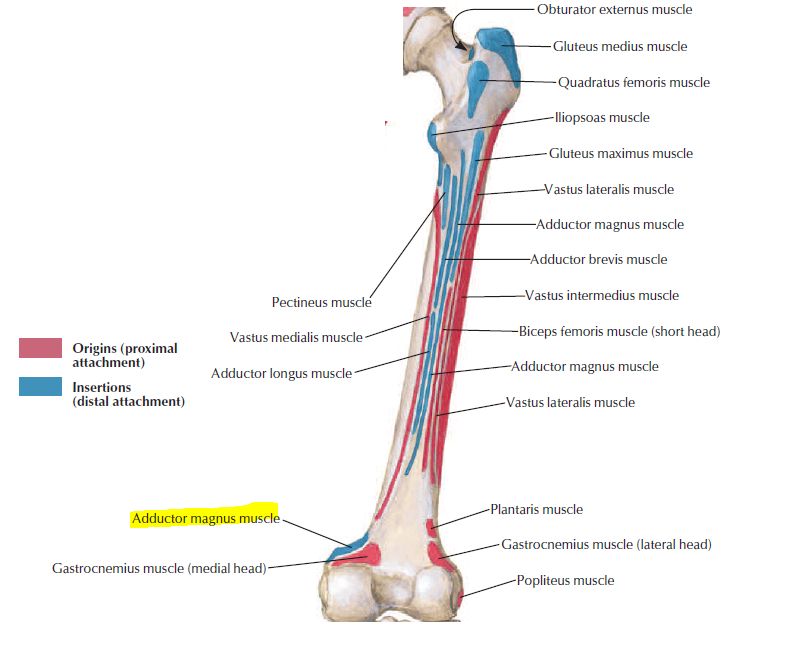 Obturator externus muscle
Gluteus medius muscle
Quadratus femoris muscle
Iliopsoas muscle
Gluteus maximus muscle
Vastus lateralis muscle
Adductor magnus muscle
Adductor brevis muscle
Vastus intermedius muscle
Biceps femoris muscle (short head)
Adductor magnus muscle
Vastus lateralis muscle
Pectineus muscle
Vastus medialis muscle
Adductor longus muscle
Origins (proximal
attachment)
Insertions
(distal attachment)
Adductor magnus muscle
Gastrocnemius muscle (medial head)
Plantaris muscle
Gastrocnemius muscle (lateral head)
Popliteus muscle